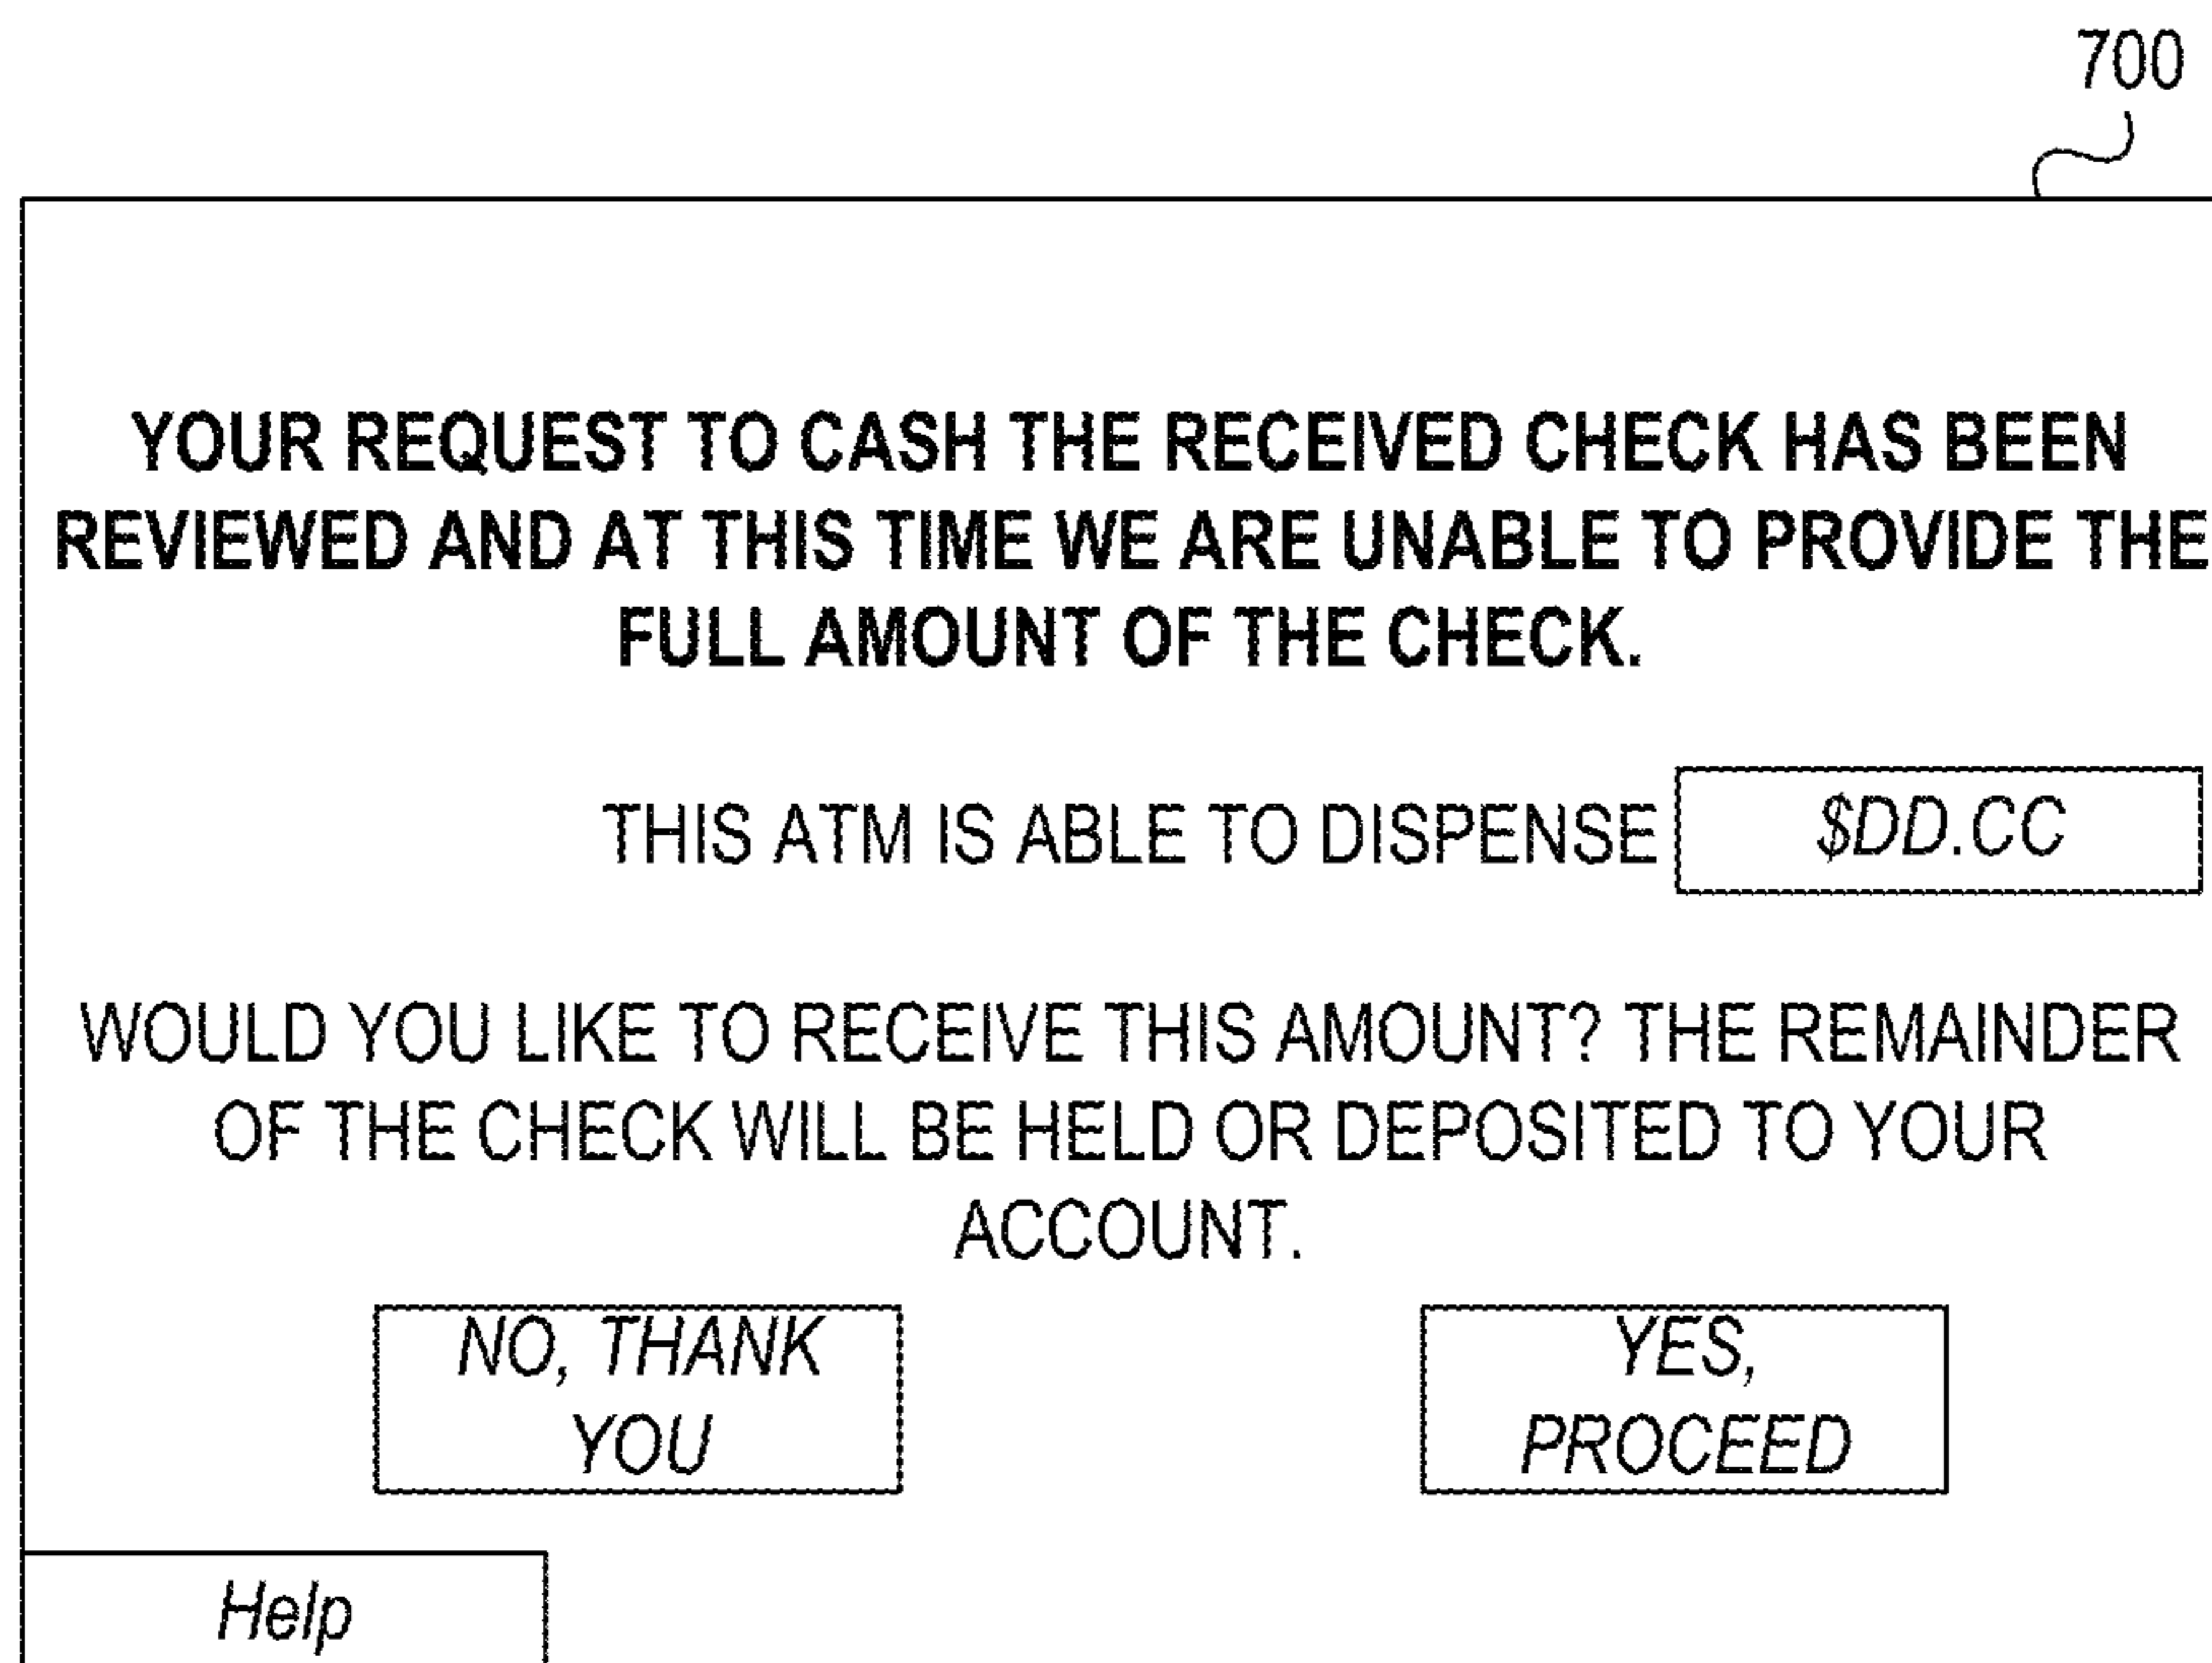 700
YOUR REQUEST TO CASH THE RECEIVED CHECK HAS BEEN
REVIEWED AND AT THIS TIME WE ARE UNABLE TO PROVIDE THE
FULL AMOUNT OF THE CHECK.
THIS ATM IS ABLE TO DISPENSE $DD.CC
WOULD YOU LIKE TO RECEIVE THIS AMOUNT? THE REMAINDER
OF THE CHECK WILL BE HELD OR DEPOSITED TO YOUR
ACCOUNT.
NO, THANK
YOU
YES,
PROCEED
Help